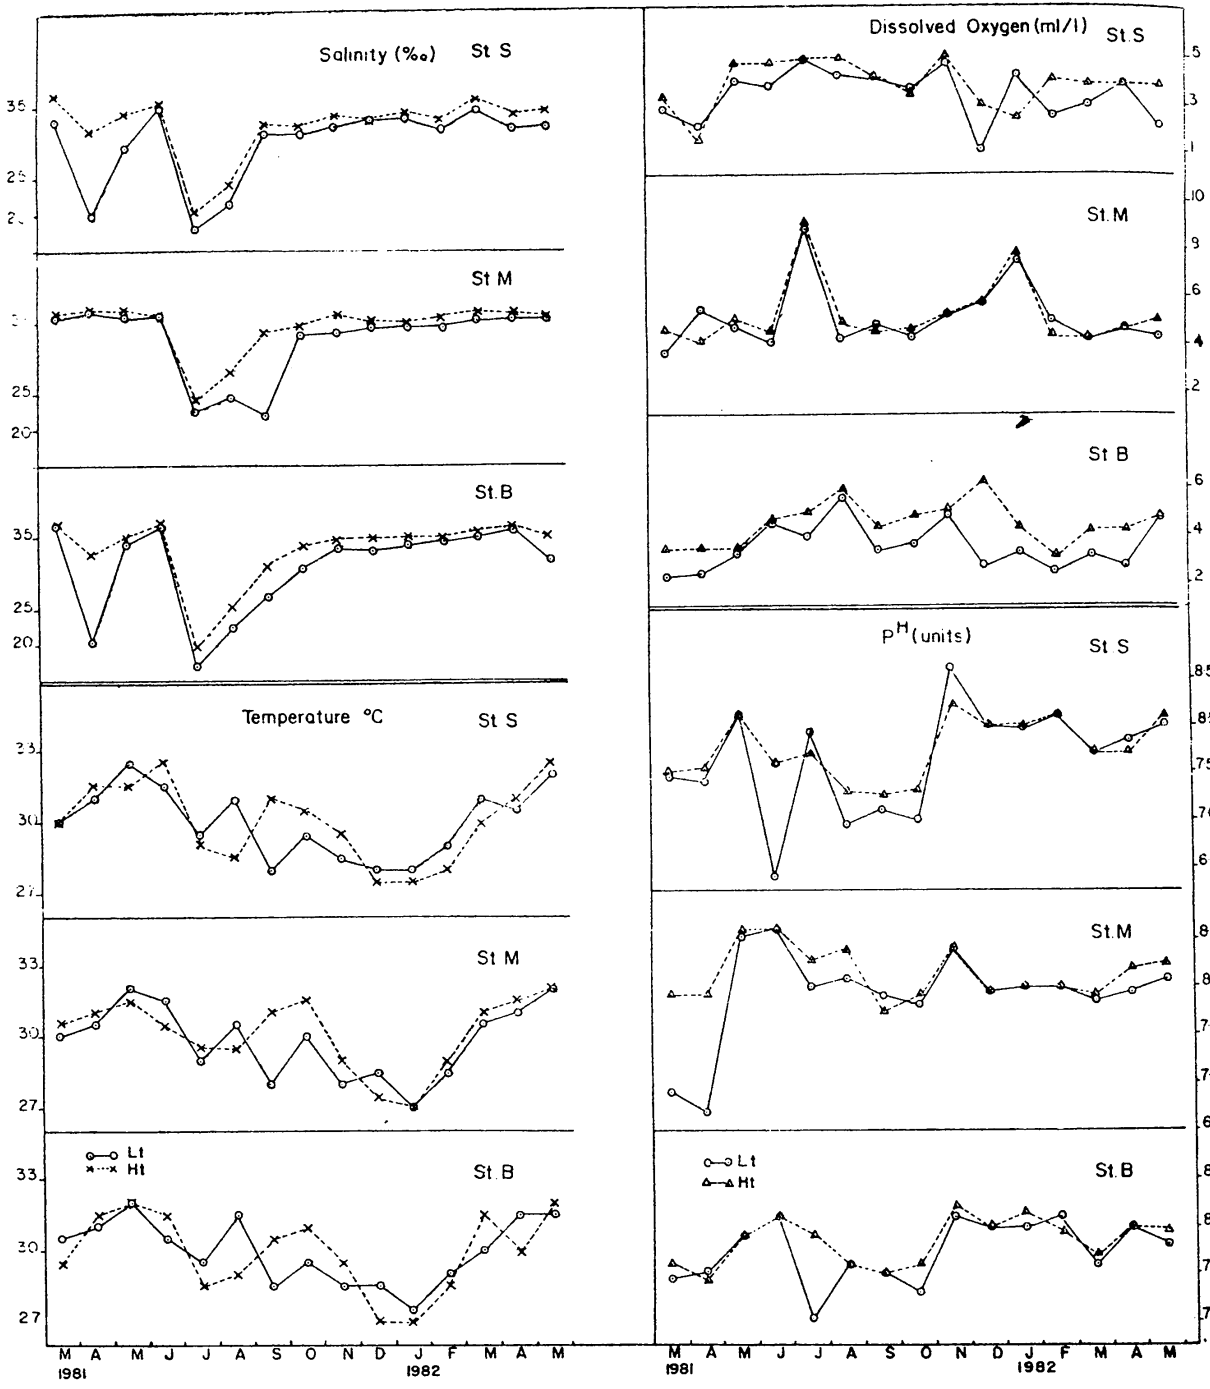 Salinity (‰) St S
35
25
St M
25
20
St. B
35
25
20
Temperature °C St S
33
30
27
St M
33
30
27
Lt
Ht
St. B
33
30
27
M A M J J A S O N D J F M A M
1981 1982
Dissolved Oxygen (ml/l) St. S
5
3
1
St. M
10
6
4
2
St B
6
4
2
PH (units)
St. S
St. M
Lt
Ht
St. B
M A M J J A S O N D J F M A M
1981 1982